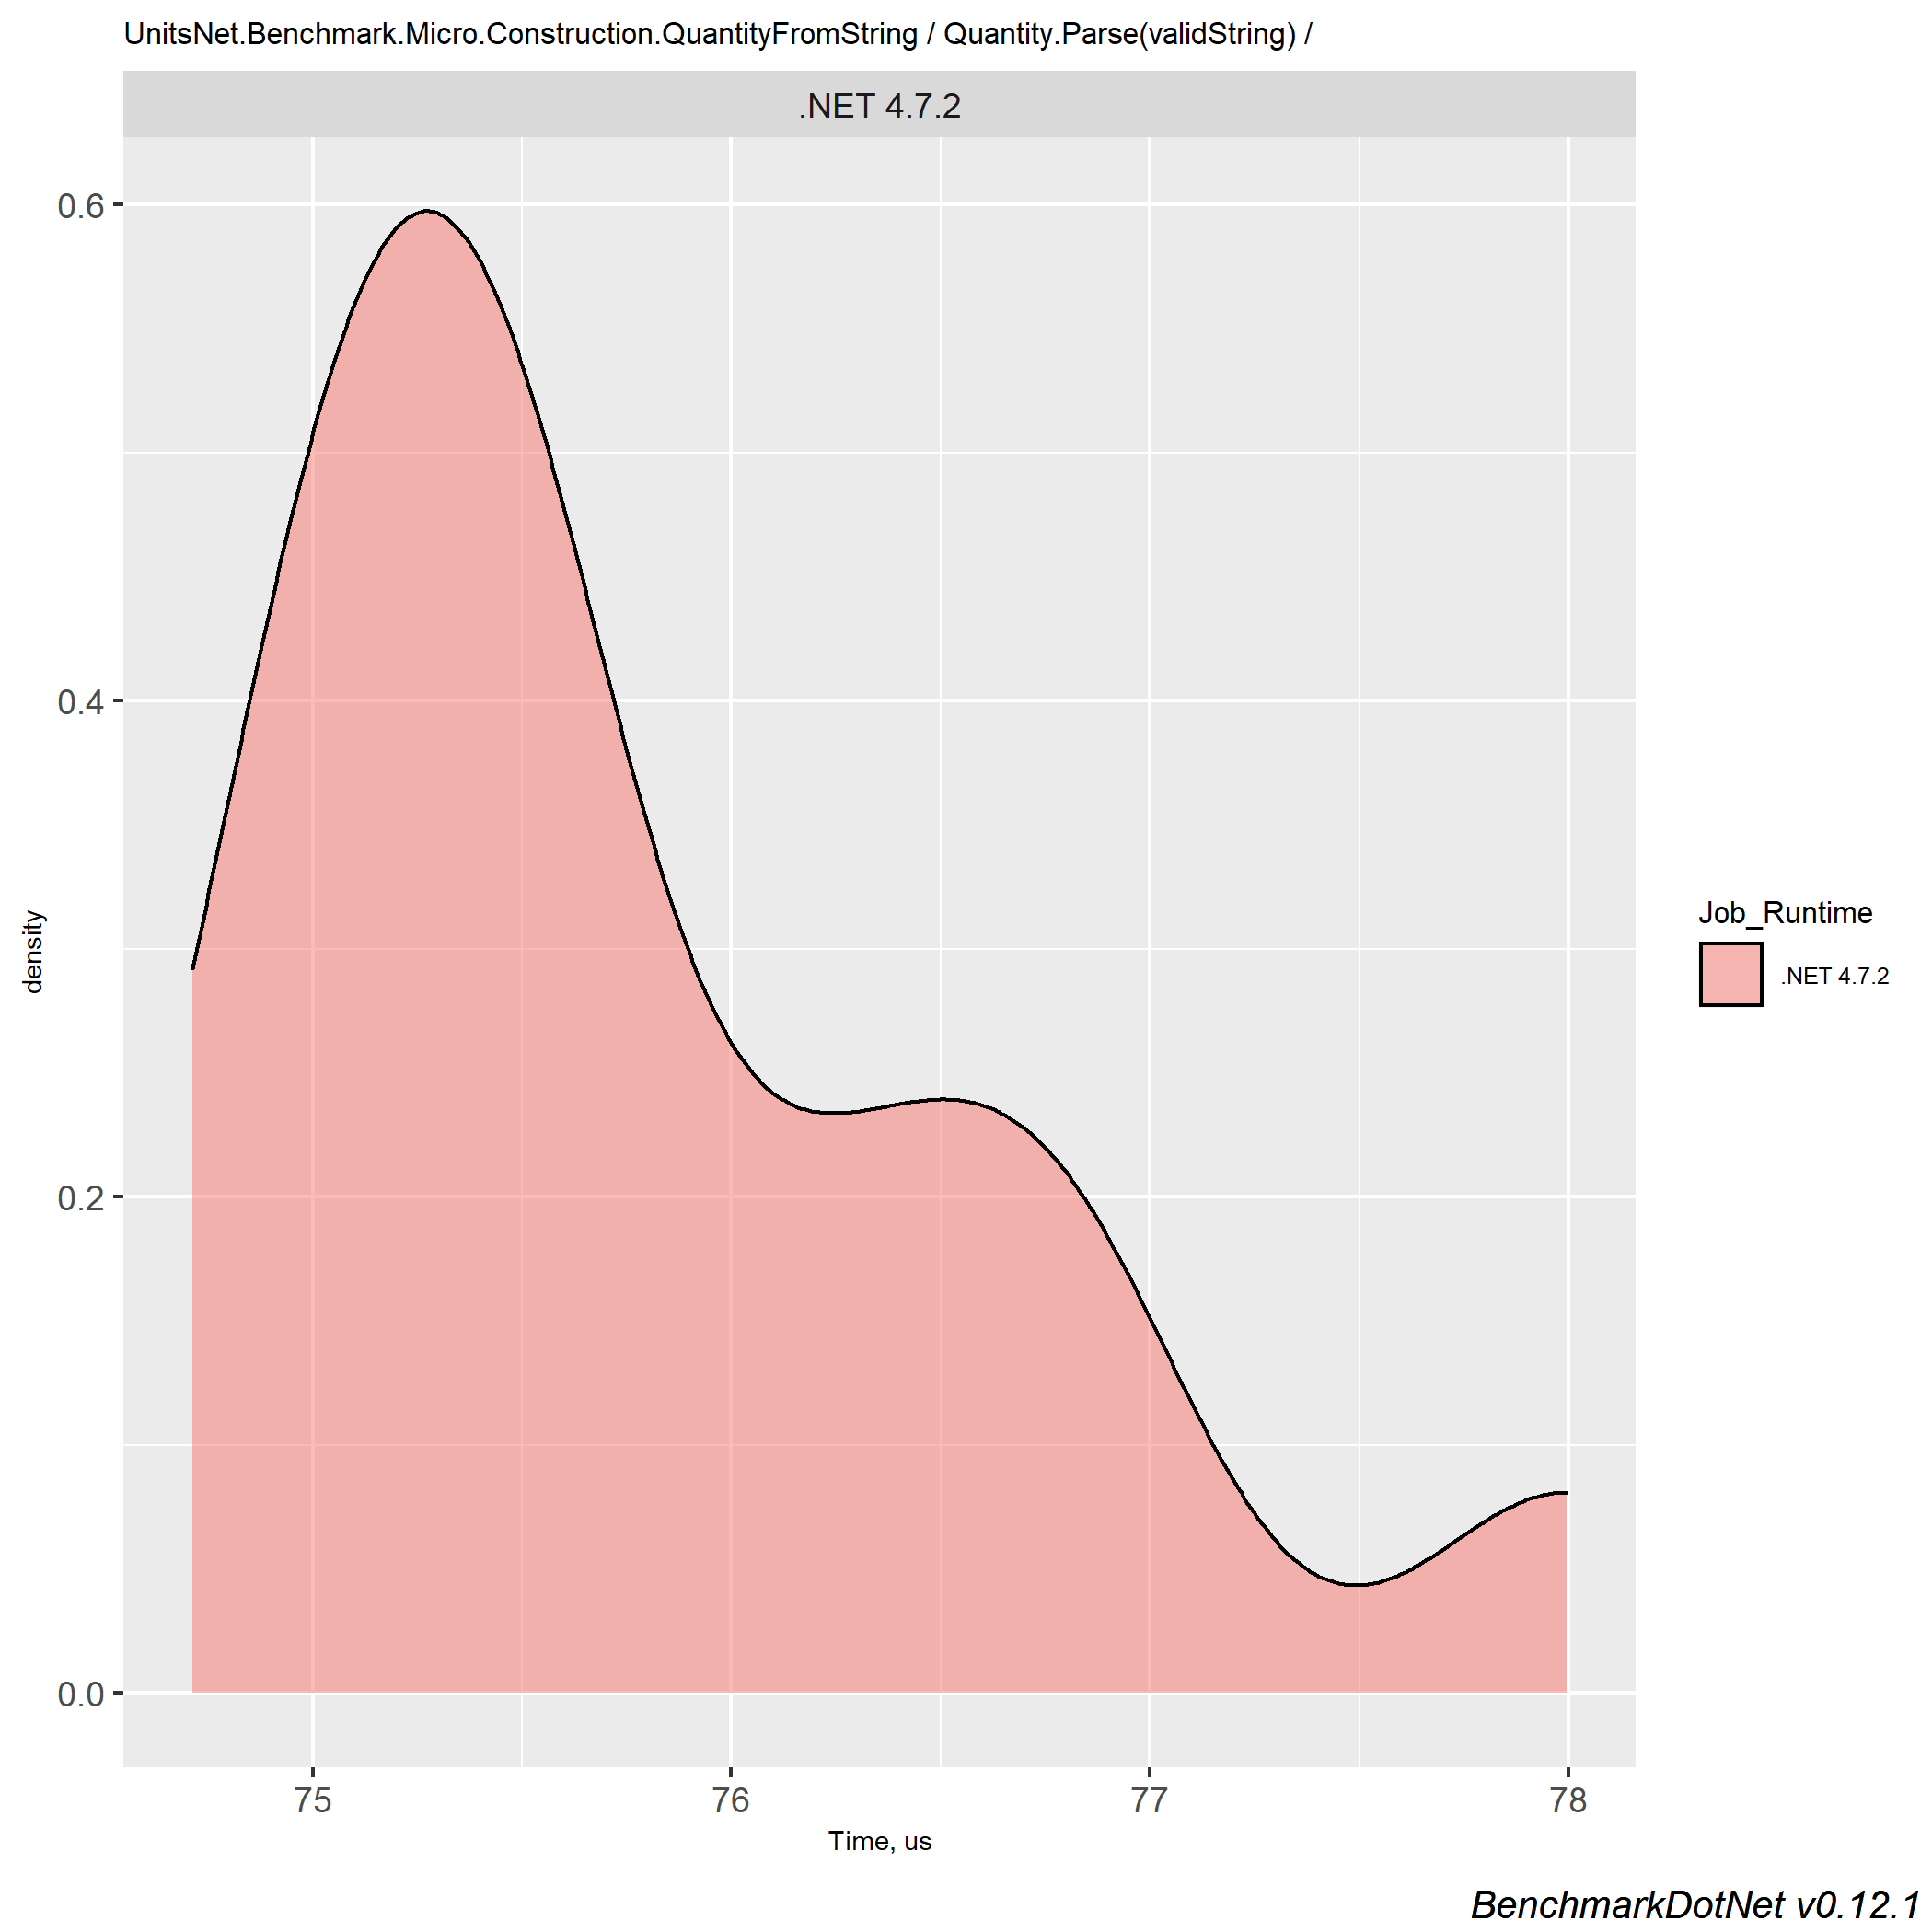 UnitsNet.Benchmark.Micro.Construction.QuantityFromString / Quantity.Parse(validString) /
.NET 4.7.2
0.6
0.4
0.2
0.0
density
75 76 77 78
Time, us
Job_Runtime
.NET 4.7.2
BenchmarkDotNet v0.12.1